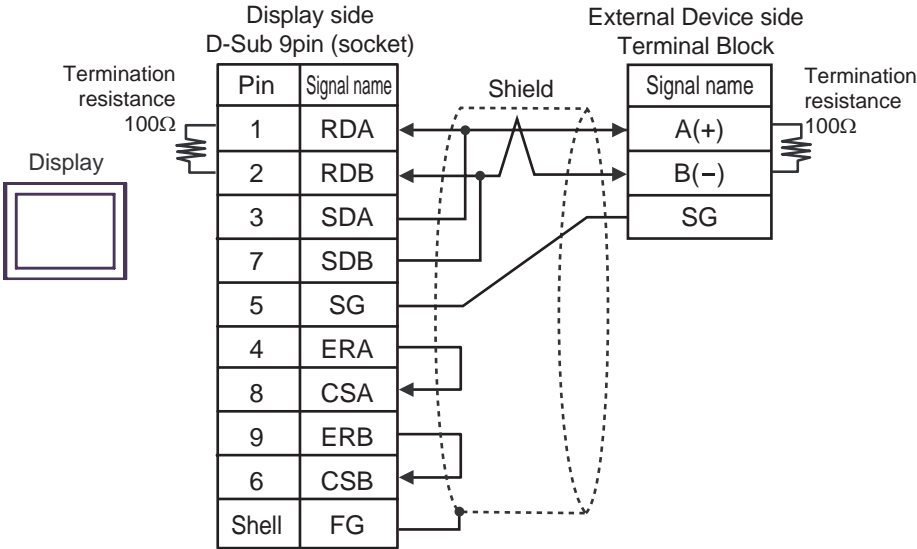 Display side
D-Sub 9pin (socket)
External Device side
Terminal Block
Termination
resistance
100Ω
Pin Signal name
Shield
Signal name
Termination
resistance
100Ω
1 RDA
A(+)
Display
2 RDB
B(−)
3 SDA
SG
7 SDB
5 SG
4 ERA
8 CSA
9 ERB
6 CSB
Shell FG